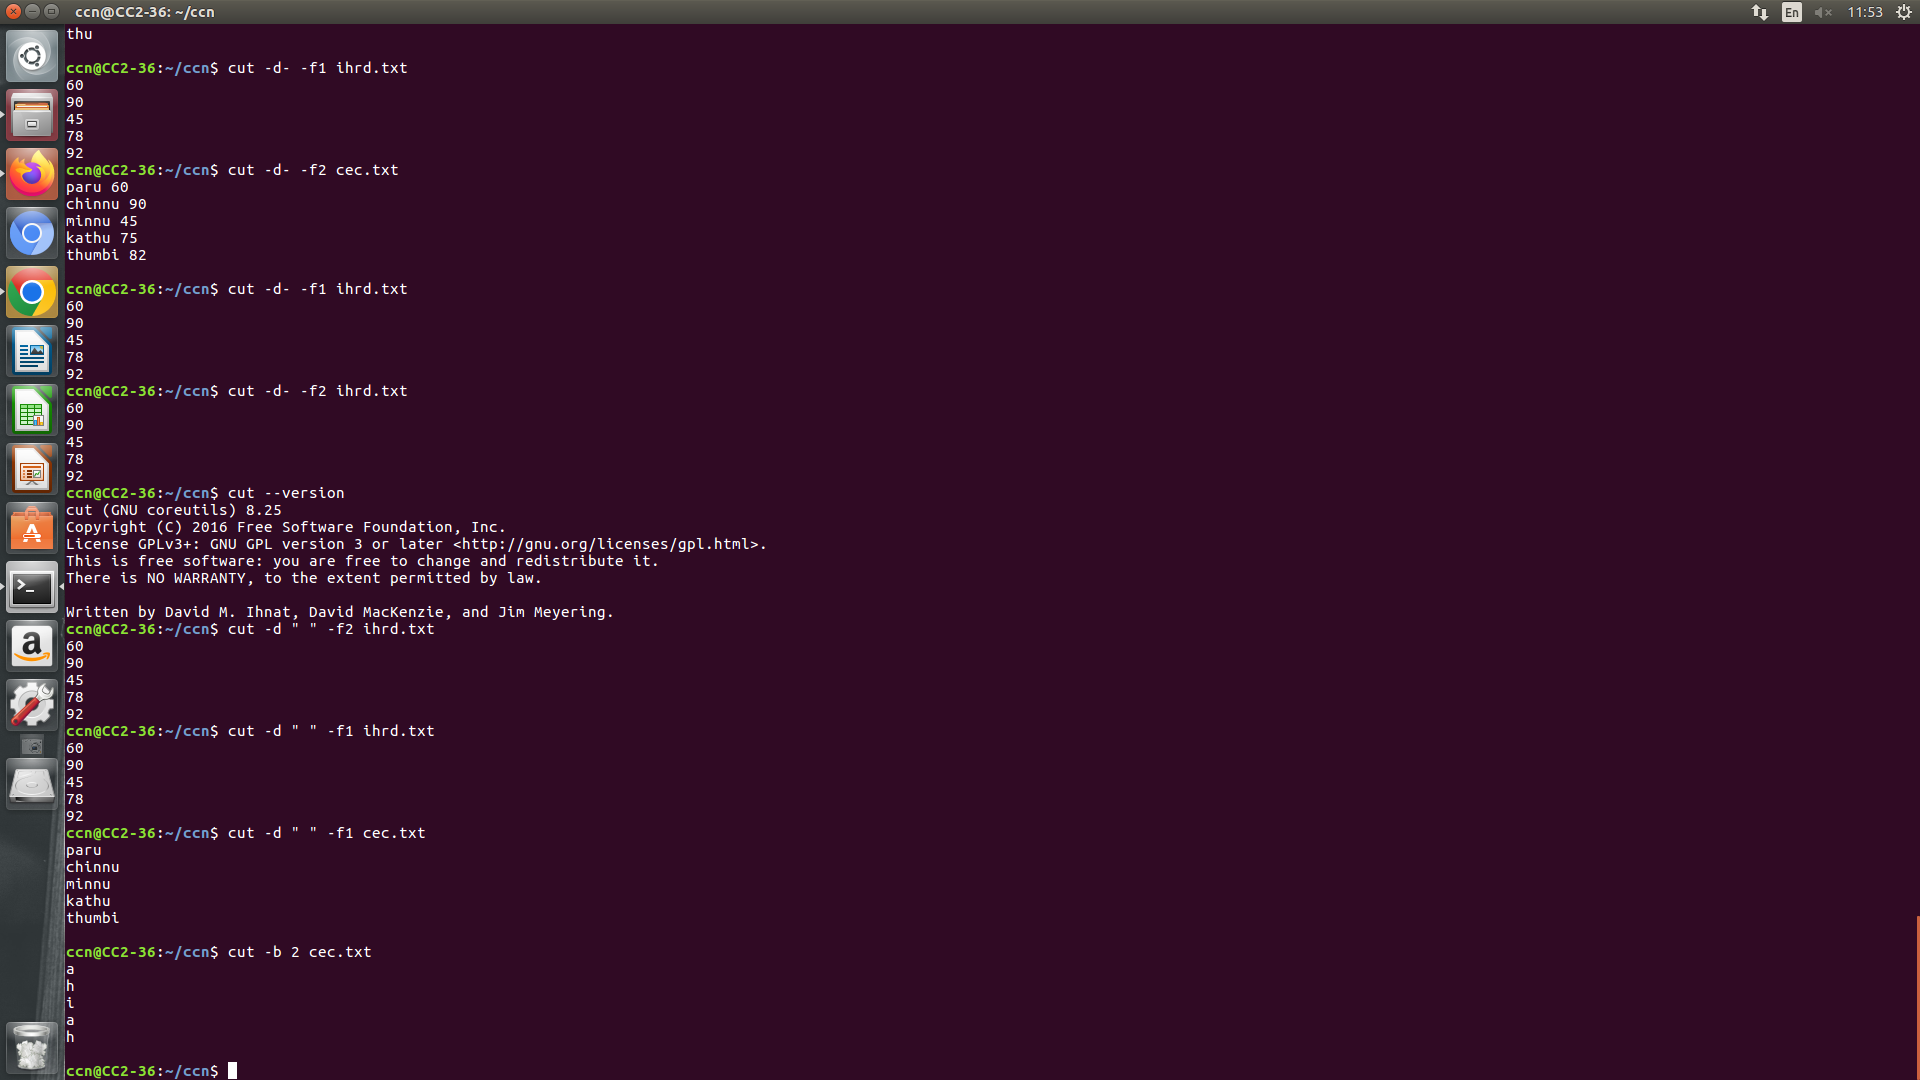 ccn@CC2-36: ~/ccn
En
11:53
thu
ccn@CC2-36:~/ccn$ cut -d- -f1 ihrd.txt
60
90
45
78
92
ccn@CC2-36:~/ccn$ cut -d- -f2 cec.txt
paru 60
chinnu 90
minnu 45
kathu 75
thumbi 82
ccn@CC2-36:~/ccn$ cut -d- -f1 ihrd.txt
60
90
45
78
92
ccn@CC2-36:~/ccn$ cut -d- -f2 ihrd.txt
60
90
45
78
92
ccn@CC2-36:~/ccn$ cut --version
cut (GNU coreutils) 8.25
Copyright (C) 2016 Free Software Foundation, Inc.
License GPLv3+: GNU GPL version 3 or later <http://gnu.org/licenses/gpl.html>.
This is free software: you are free to change and redistribute it.
There is NO WARRANTY, to the extent permitted by law.
Written by David M. Ihnat, David MacKenzie, and Jim Meyering.
ccn@CC2-36:~/ccn$ cut -d " " -f2 ihrd.txt
60
90
45
78
92
ccn@CC2-36:~/ccn$ cut -d " " -f1 ihrd.txt
60
90
45
78
92
ccn@CC2-36:~/ccn$ cut -d " " -f1 cec.txt
paru
chinnu
minnu
kathu
thumbi
ccn@CC2-36:~/ccn$ cut -b 2 cec.txt
a
h
i
a
h
ccn@CC2-36:~/ccn$